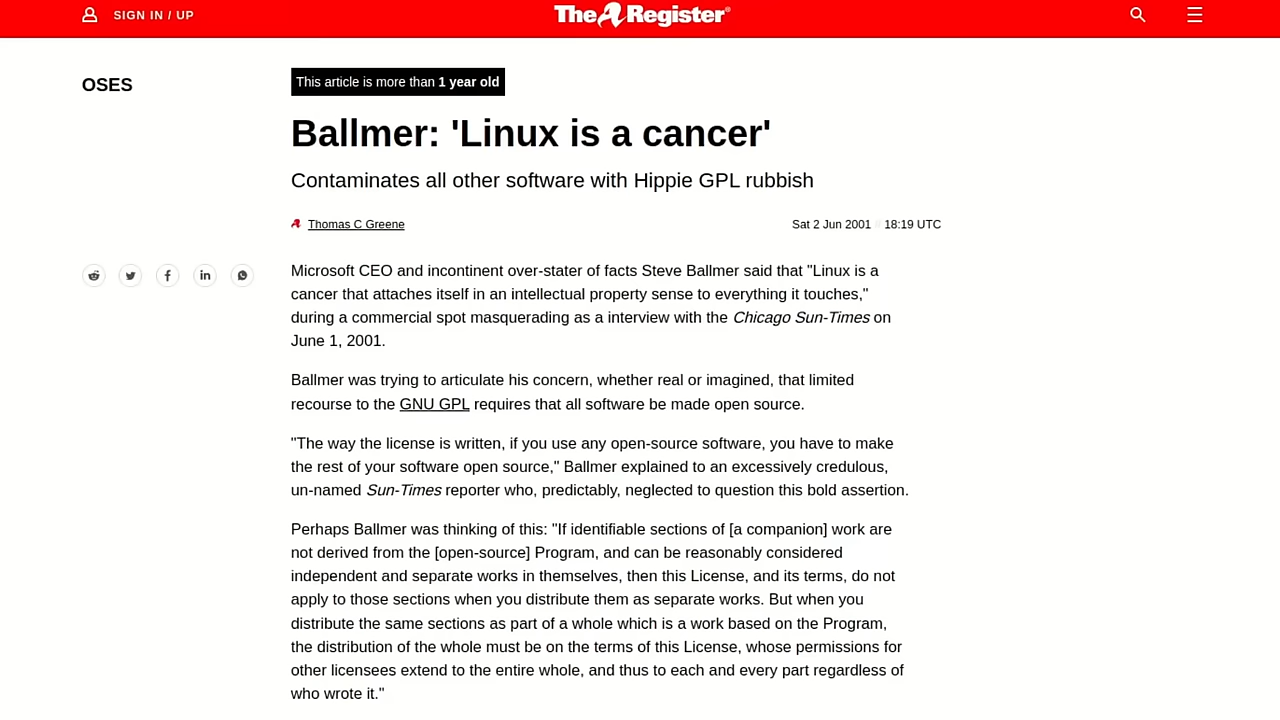 SIGN IN / UP
The Register®
OSES
This article is more than 1 year old
Ballmer: 'Linux is a cancer'
Contaminates all other software with Hippie GPL rubbish
Thomas C Greene
Sat 2 Jun 2001 // 18:19 UTC
Microsoft CEO and incontinent over-stater of facts Steve Ballmer said that "Linux is a
cancer that attaches itself in an intellectual property sense to everything it touches,"
during a commercial spot masquerading as a interview with the Chicago Sun-Times on
June 1, 2001.
Ballmer was trying to articulate his concern, whether real or imagined, that limited
recourse to the GNU GPL requires that all software be made open source.
"The way the license is written, if you use any open-source software, you have to make
the rest of your software open source," Ballmer explained to an excessively credulous,
un-named Sun-Times reporter who, predictably, neglected to question this bold assertion.
Perhaps Ballmer was thinking of this: "If identifiable sections of [a companion] work are
not derived from the [open-source] Program, and can be reasonably considered
independent and separate works in themselves, then this License, and its terms, do not
apply to those sections when you distribute them as separate works. But when you
distribute the same sections as part of a whole which is a work based on the Program,
the distribution of the whole must be on the terms of this License, whose permissions for
other licensees extend to the entire whole, and thus to each and every part regardless of
who wrote it."